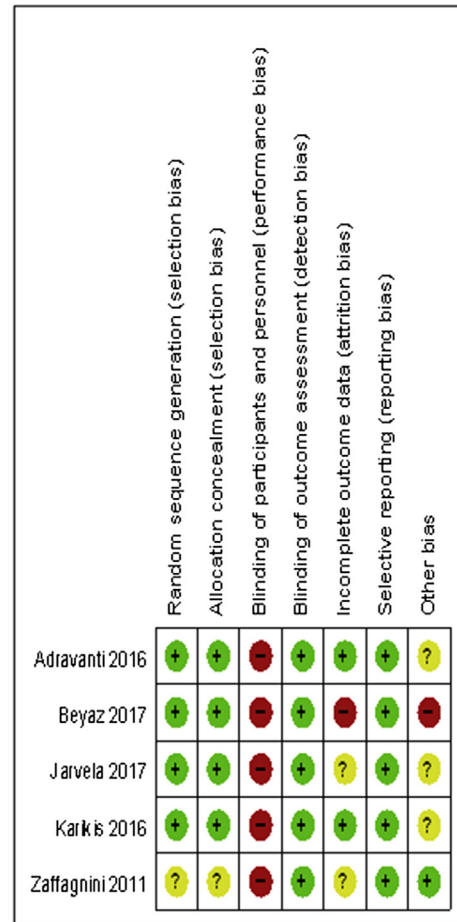 Random sequence generation (selection bias)
Allocation concealment (selection bias)
Blinding of participants and personnel (performance bias)
Blinding of outcome assessment (detection bias)
Incomplete outcome data (attrition bias)
Selective reporting (reporting bias)
Other bias
Adravanti 2016 + + - + + + ?
Beyaz 2017 + + - + - + -
Jarvela 2017 + + - + ? + ?
Karikis 2016 + + - + + + ?
Zaffagnini 2011 ? ? - + ? + +